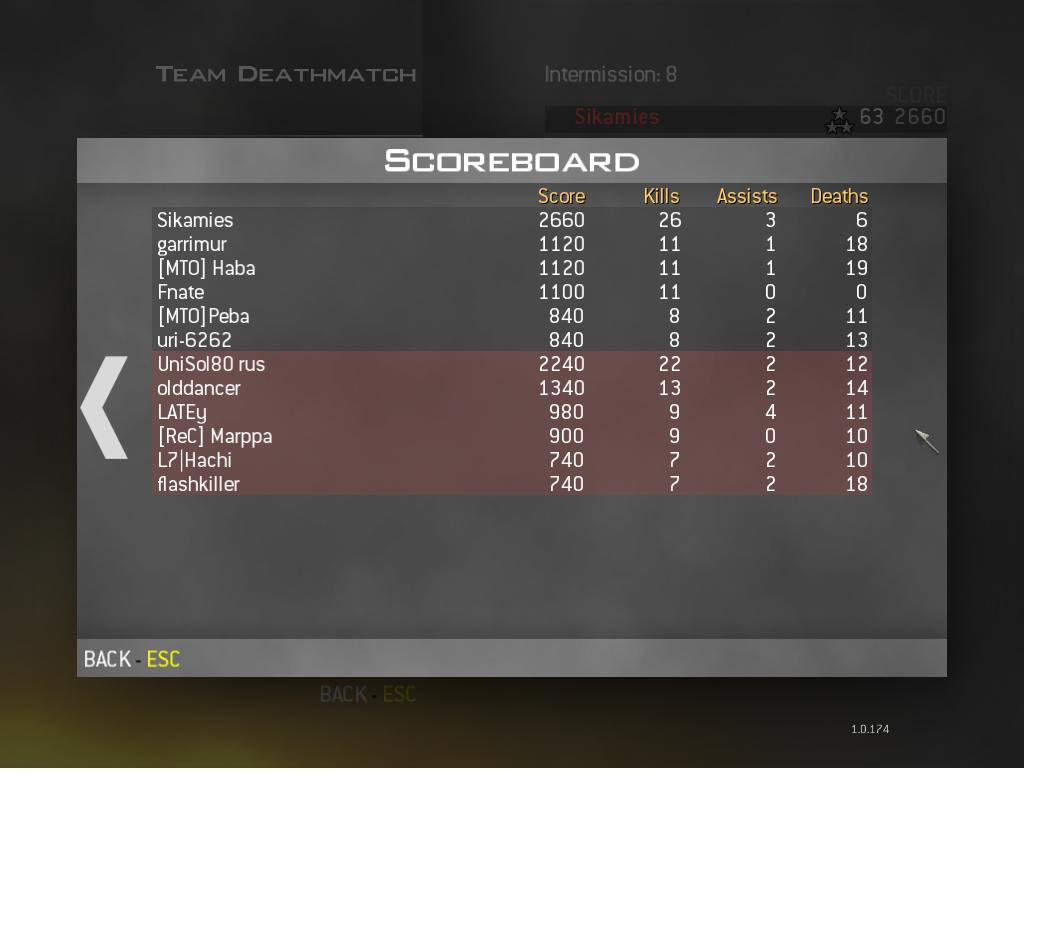 TEAM DEATHMATCH
Intermission: 8
SCORE
Sikamies 63 2660
SCOREBOARD
Score Kills Assists Deaths
Sikamies 2660 26 3 6
garrimur 1120 11 1 18
[MTO] Haba 1120 11 1 19
Fnate 1100 11 0 0
[MTO]Peba 840 8 2 11
uri-6262 840 8 2 13
UniSol80 rus 2240 22 2 12
olddancer 1340 13 2 14
LATEy 980 9 4 11
[ReC] Marppa 900 9 0 10
L7|Hachi 740 7 2 10
flashkiller 740 7 2 18
BACK - ESC
BACK - ESC
1.0.174